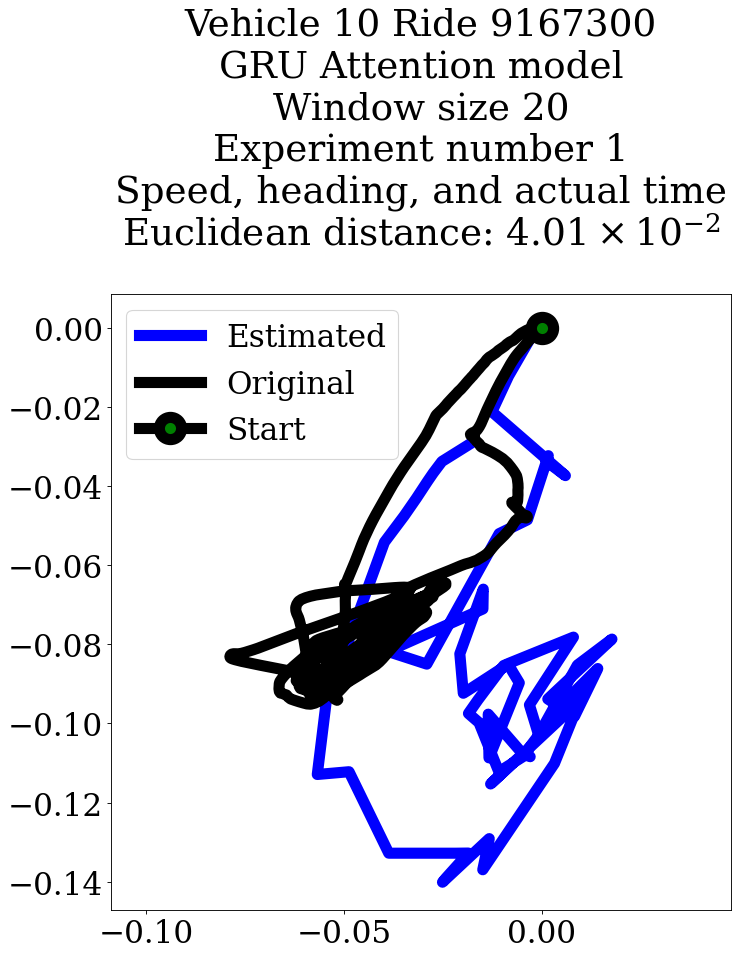 Vehicle 10 Ride 9167300
GRU Attention model
Window size 20
Experiment number 1
Speed, heading, and actual time
Euclidean distance: 4.01 × 10⁻²
Estimated
Original
Start
0.00
−0.02
−0.04
−0.06
−0.08
−0.10
−0.12
−0.14
−0.10
−0.05
0.00